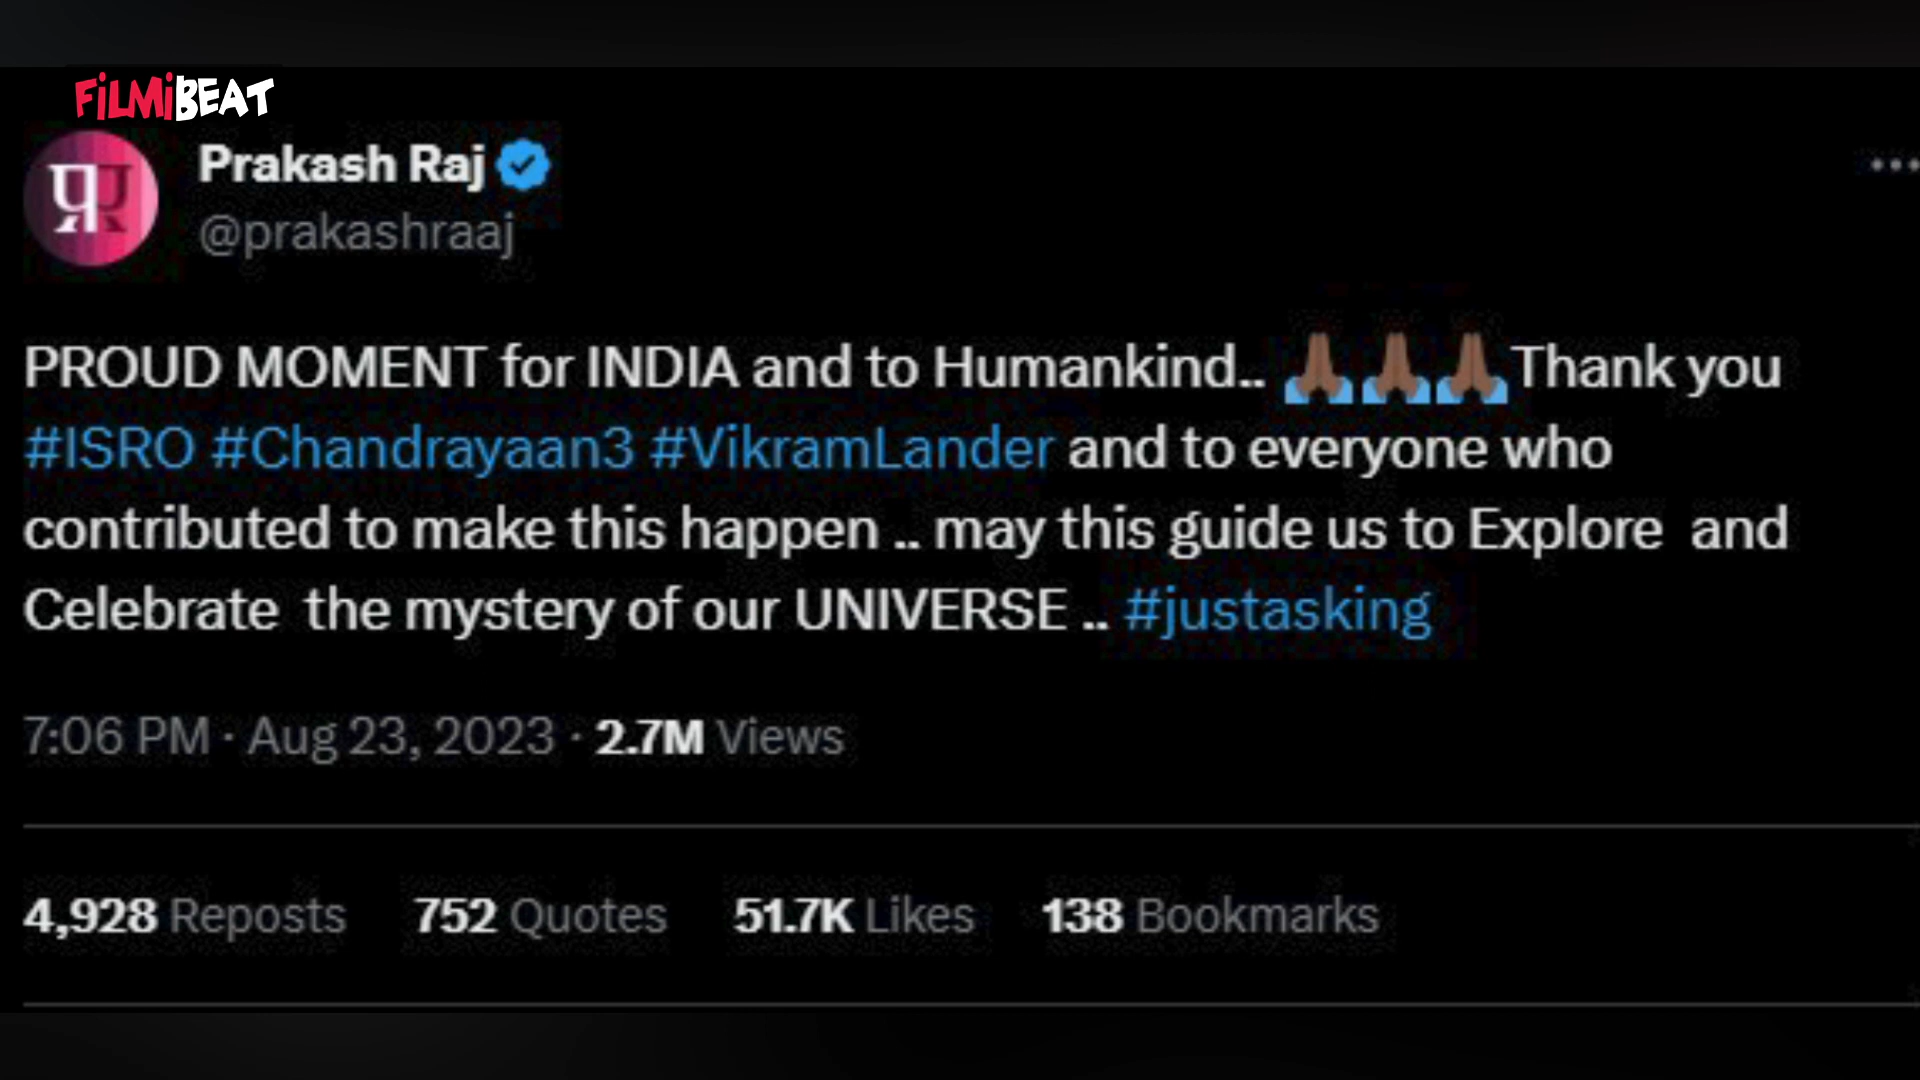 FiLMiBEAT
Prakash Raj
@prakashraaj
PROUD MOMENT for INDIA and to Humankind.. 🙏🏾🙏🏾🙏🏾Thank you
#ISRO #Chandrayaan3 #VikramLander and to everyone who
contributed to make this happen .. may this guide us to Explore  and
Celebrate  the mystery of our UNIVERSE .. #justasking
7:06 PM · Aug 23, 2023 · 2.7M Views
4,928 Reposts 752 Quotes 51.7K Likes 138 Bookmarks